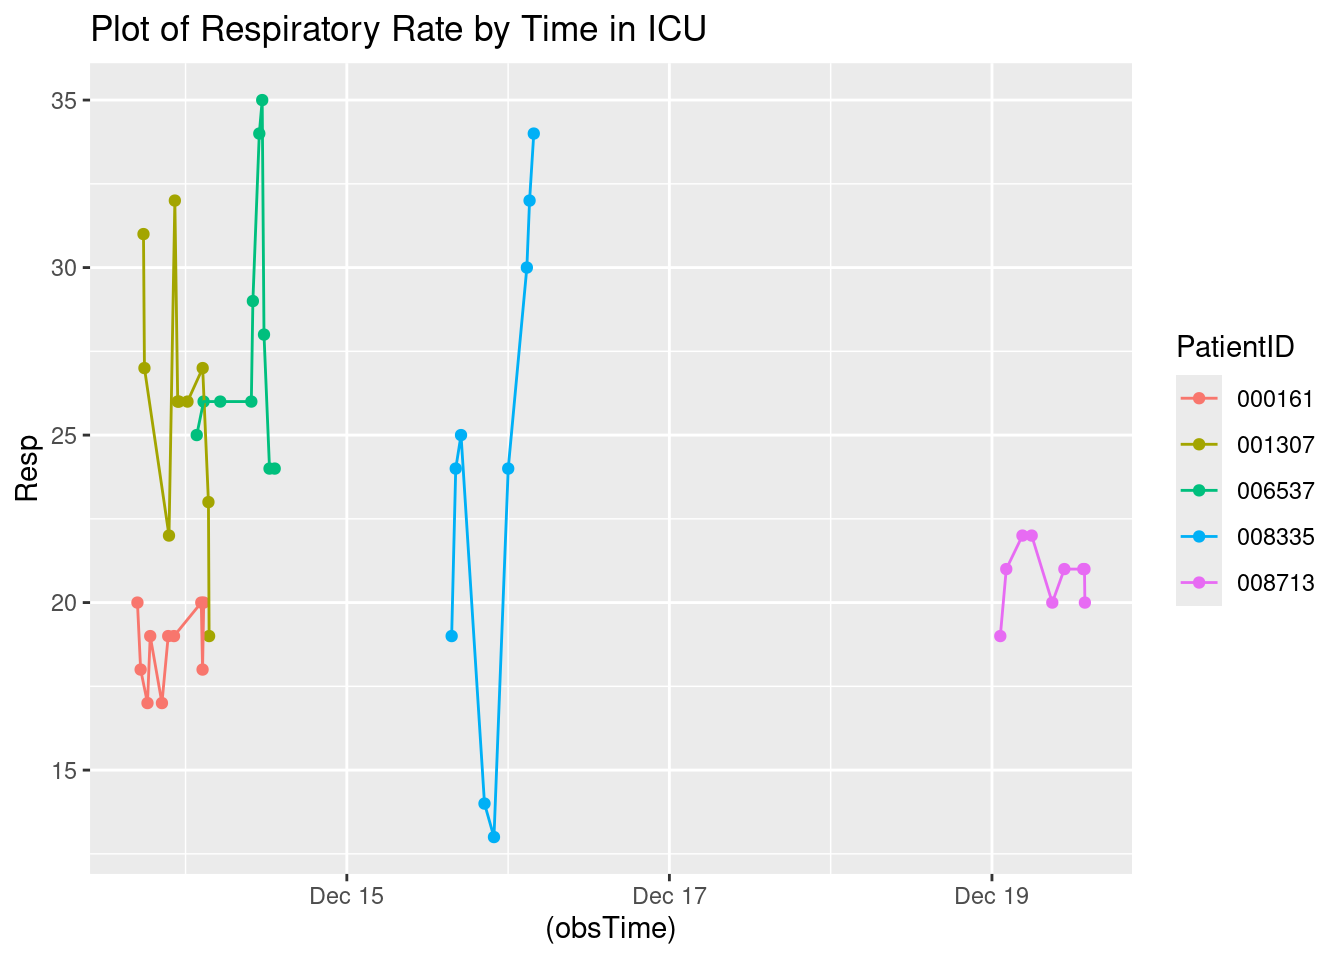 Plot of Respiratory Rate by Time in ICU
35
30
25
20
15
Resp
Dec 15
Dec 17
Dec 19
(obsTime)
PatientID
000161
001307
006537
008335
008713